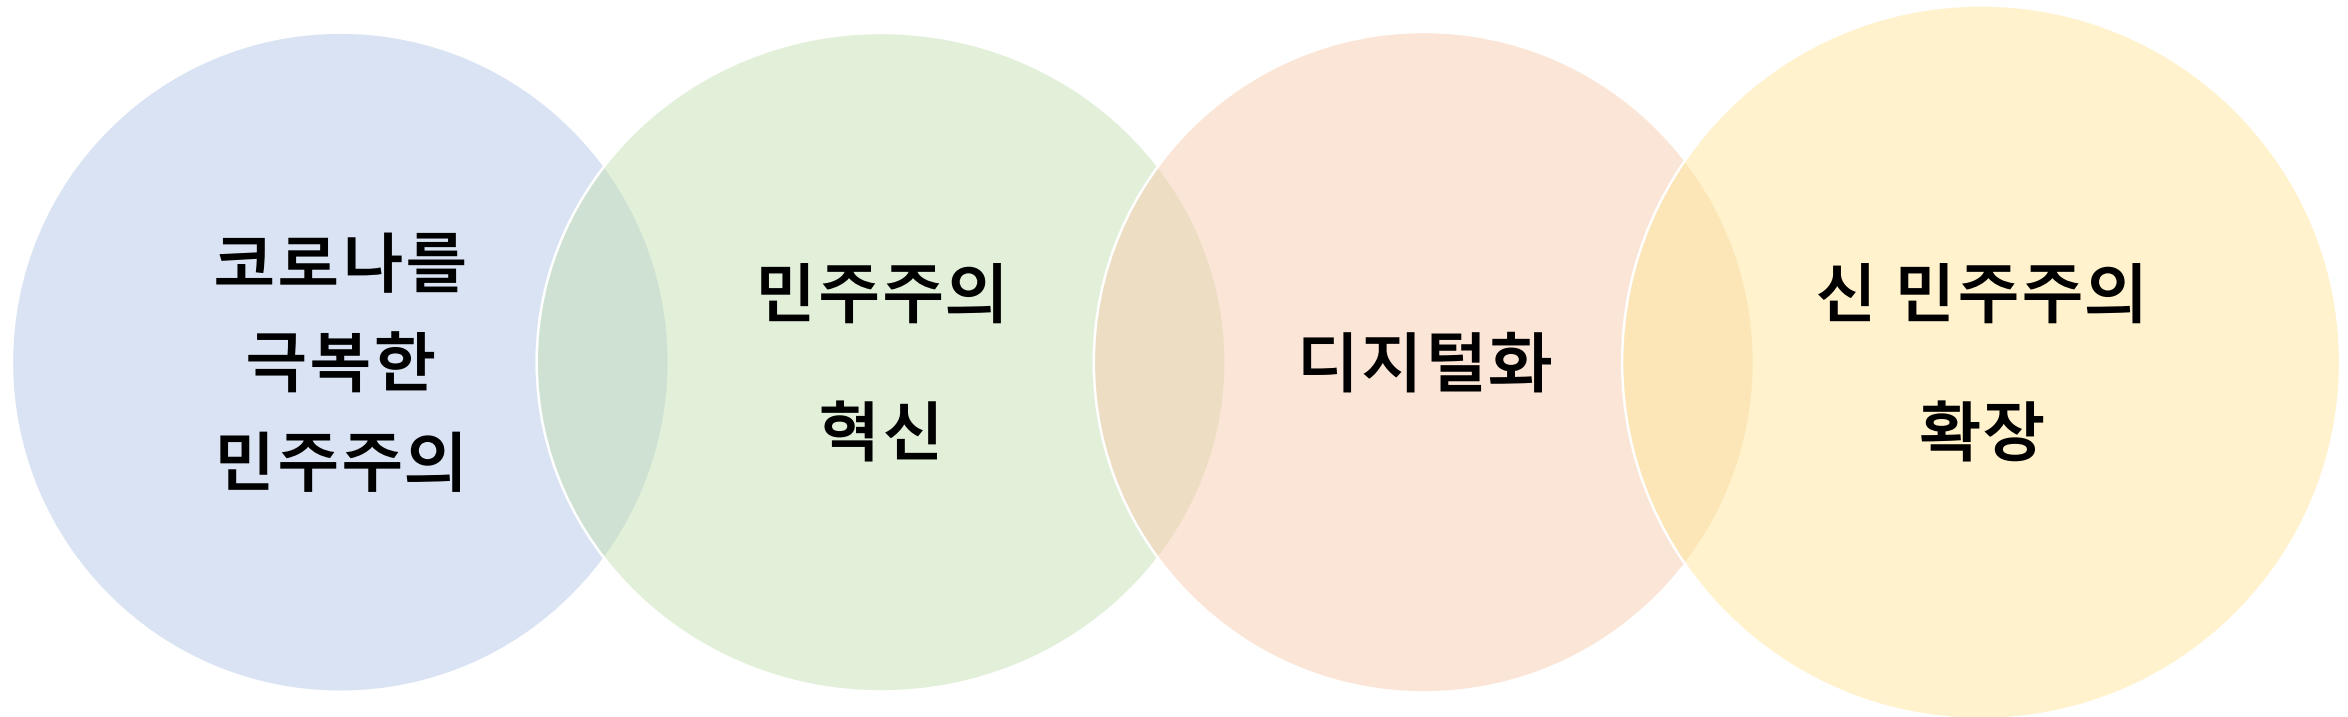 코로나를
극복한
민주주의
민주주의
혁신
디지털화
신 민주주의
확장